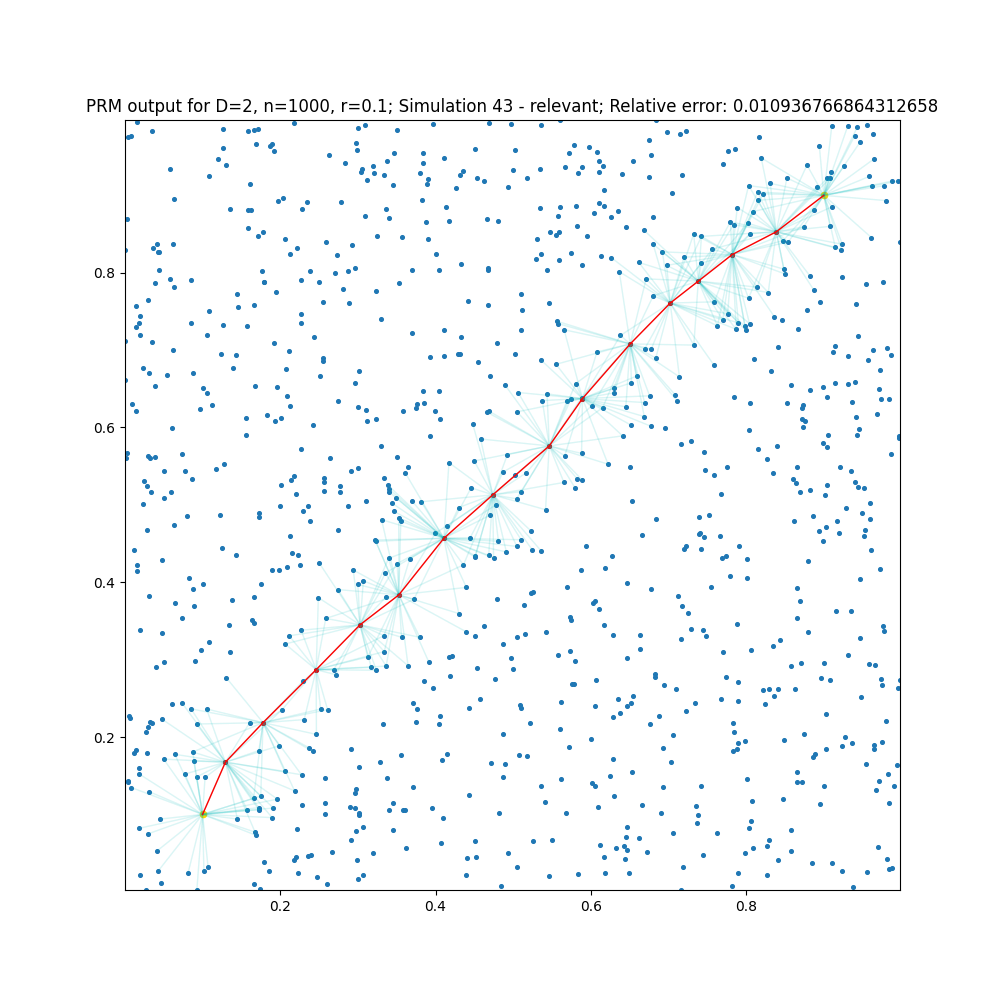 PRM output for D=2, n=1000, r=0.1; Simulation 43 - relevant; Relative error: 0.010936766864312658
0.8
0.6
0.4
0.2
0.2 0.4 0.6 0.8